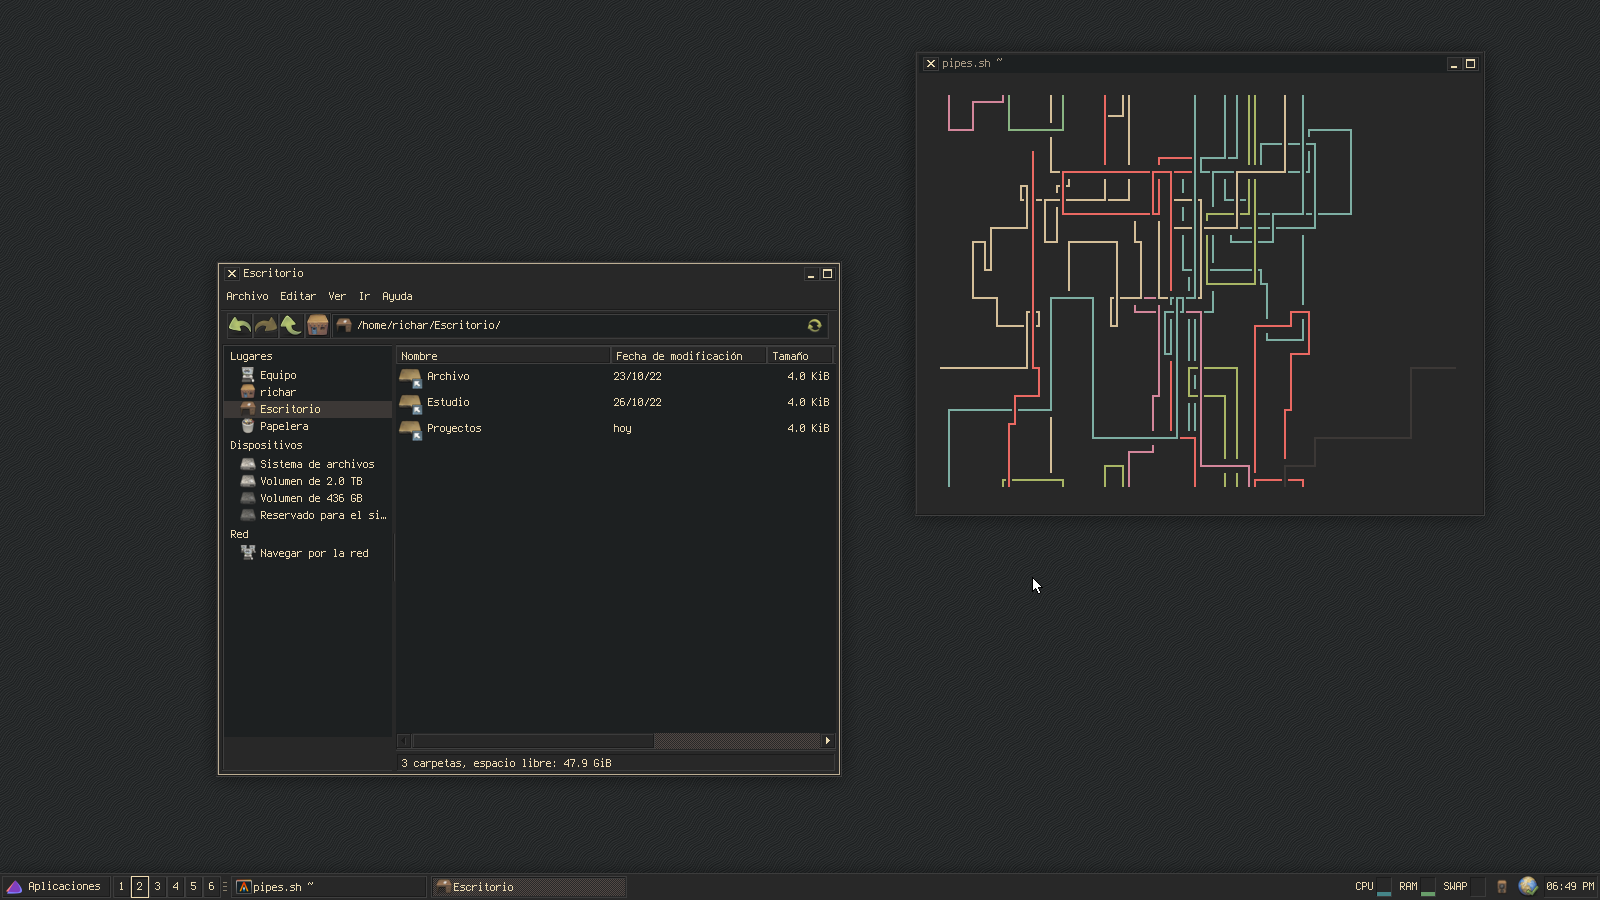 pipes.sh ~
Escritorio
Archivo Editar Ver Ir Ayuda
/home/richar/Escritorio/
Lugares
Equipo
richar
Escritorio
Papelera
Dispositivos
Sistema de archivos
Volumen de 2.0 TB
Volumen de 436 GB
Reservado para el si…
Red
Navegar por la red
Nombre Fecha de modificación Tamaño
Archivo 23/10/22 4.0 KiB
Estudio 26/10/22 4.0 KiB
Proyectos hoy 4.0 KiB
3 carpetas, espacio libre: 47.9 GiB
Aplicaciones 1 2 3 4 5 6 pipes.sh ~ Escritorio CPU RAM SWAP 06:49 PM